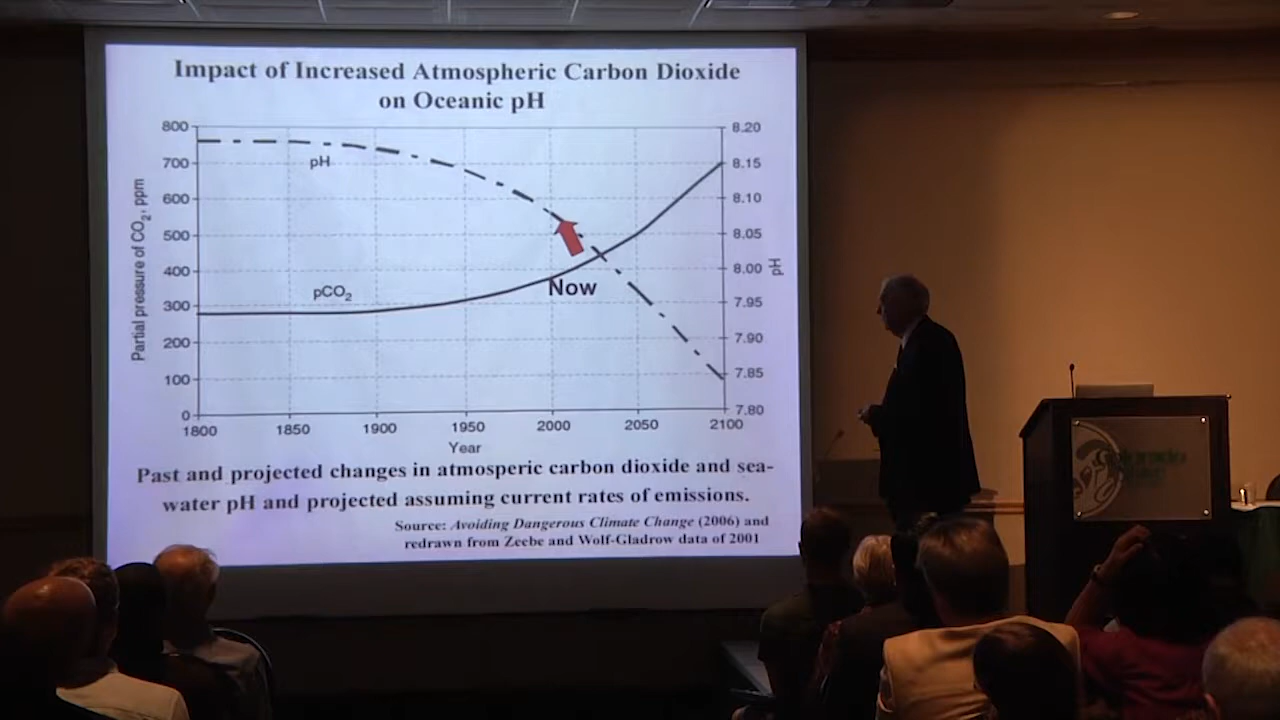 Impact of Increased Atmospheric Carbon Dioxide
on Oceanic pH
800
700
600
500
400
300
200
100
0
Partial pressure of CO2, ppm
8.20
8.15
8.10
8.05
8.00
7.95
7.90
7.85
7.80
pH
pH
pCO2
Now
1800 1850 1900 1950 2000 2050 2100
Year
Past and projected changes in atmosperic carbon dioxide and sea-
water pH and projected assuming current rates of emissions.
Source: Avoiding Dangerous Climate Change (2006) and
redrawn from Zeebe and Wolf-Gladrow data of 2001